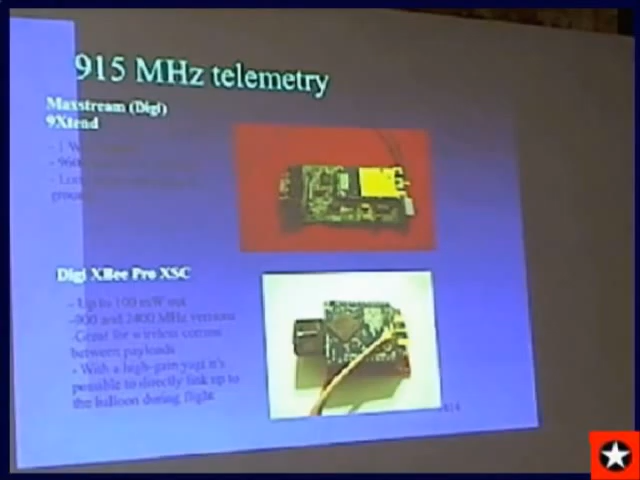 915 MHz telemetry
Maxstream (Digi)
9Xtend
- 1 W
Digi XBee Pro XSC
- Up to 100 mW out
-900 and 2400 MHz versions
-Great for wireless comms
between payloads
- With a high-gain yagi it's
possible to directly link up to
the balloon during flight